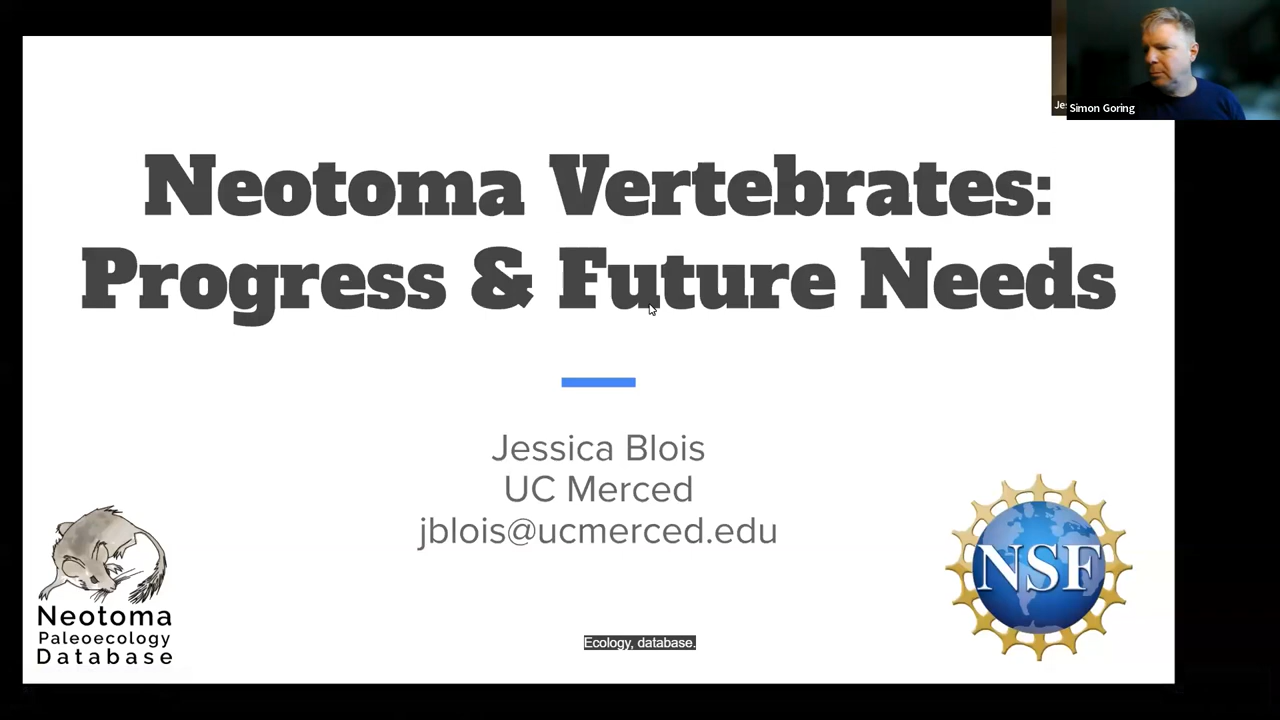 Jes
Simon Goring
Neotoma Vertebrates:
Progress & Future Needs
Jessica Blois
UC Merced
jblois@ucmerced.edu
Neotoma
Paleoecology
Database
NSF
Ecology, database.